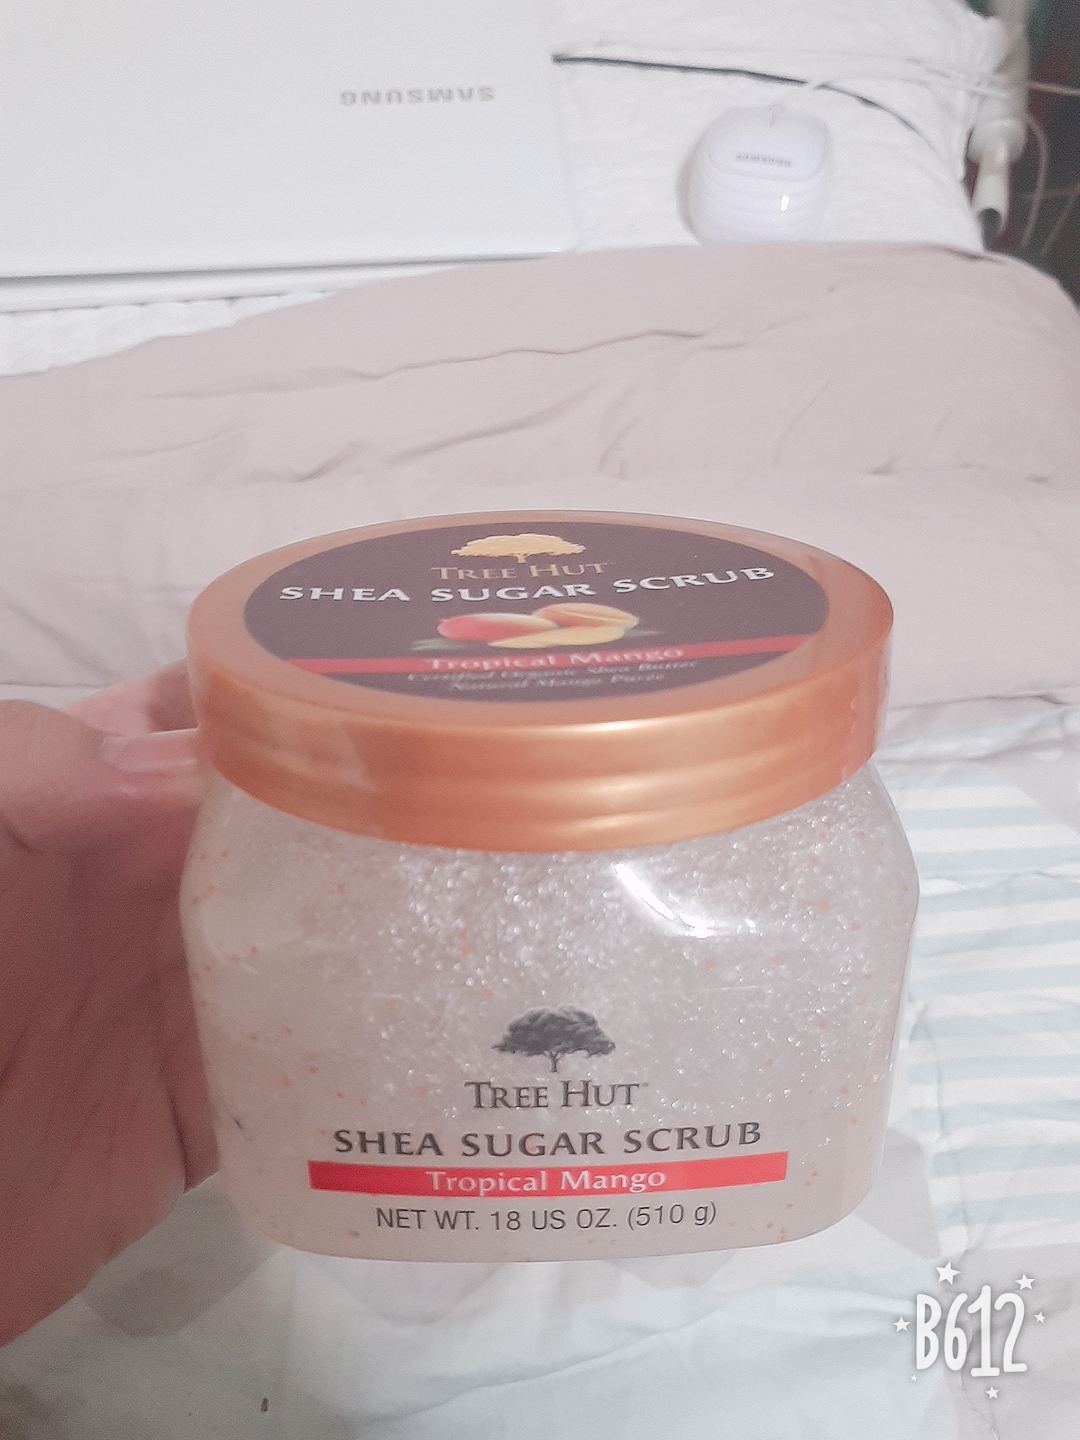 SAMSUNG
SAMSUNG
TREE HUT
SHEA SUGAR SCRUB
Tropical Mango
Certified Organic Shea Butter
Natural Mango Puree
TREE HUT
SHEA SUGAR SCRUB
Tropical Mango
NET WT. 18 US OZ. (510 g)
B612